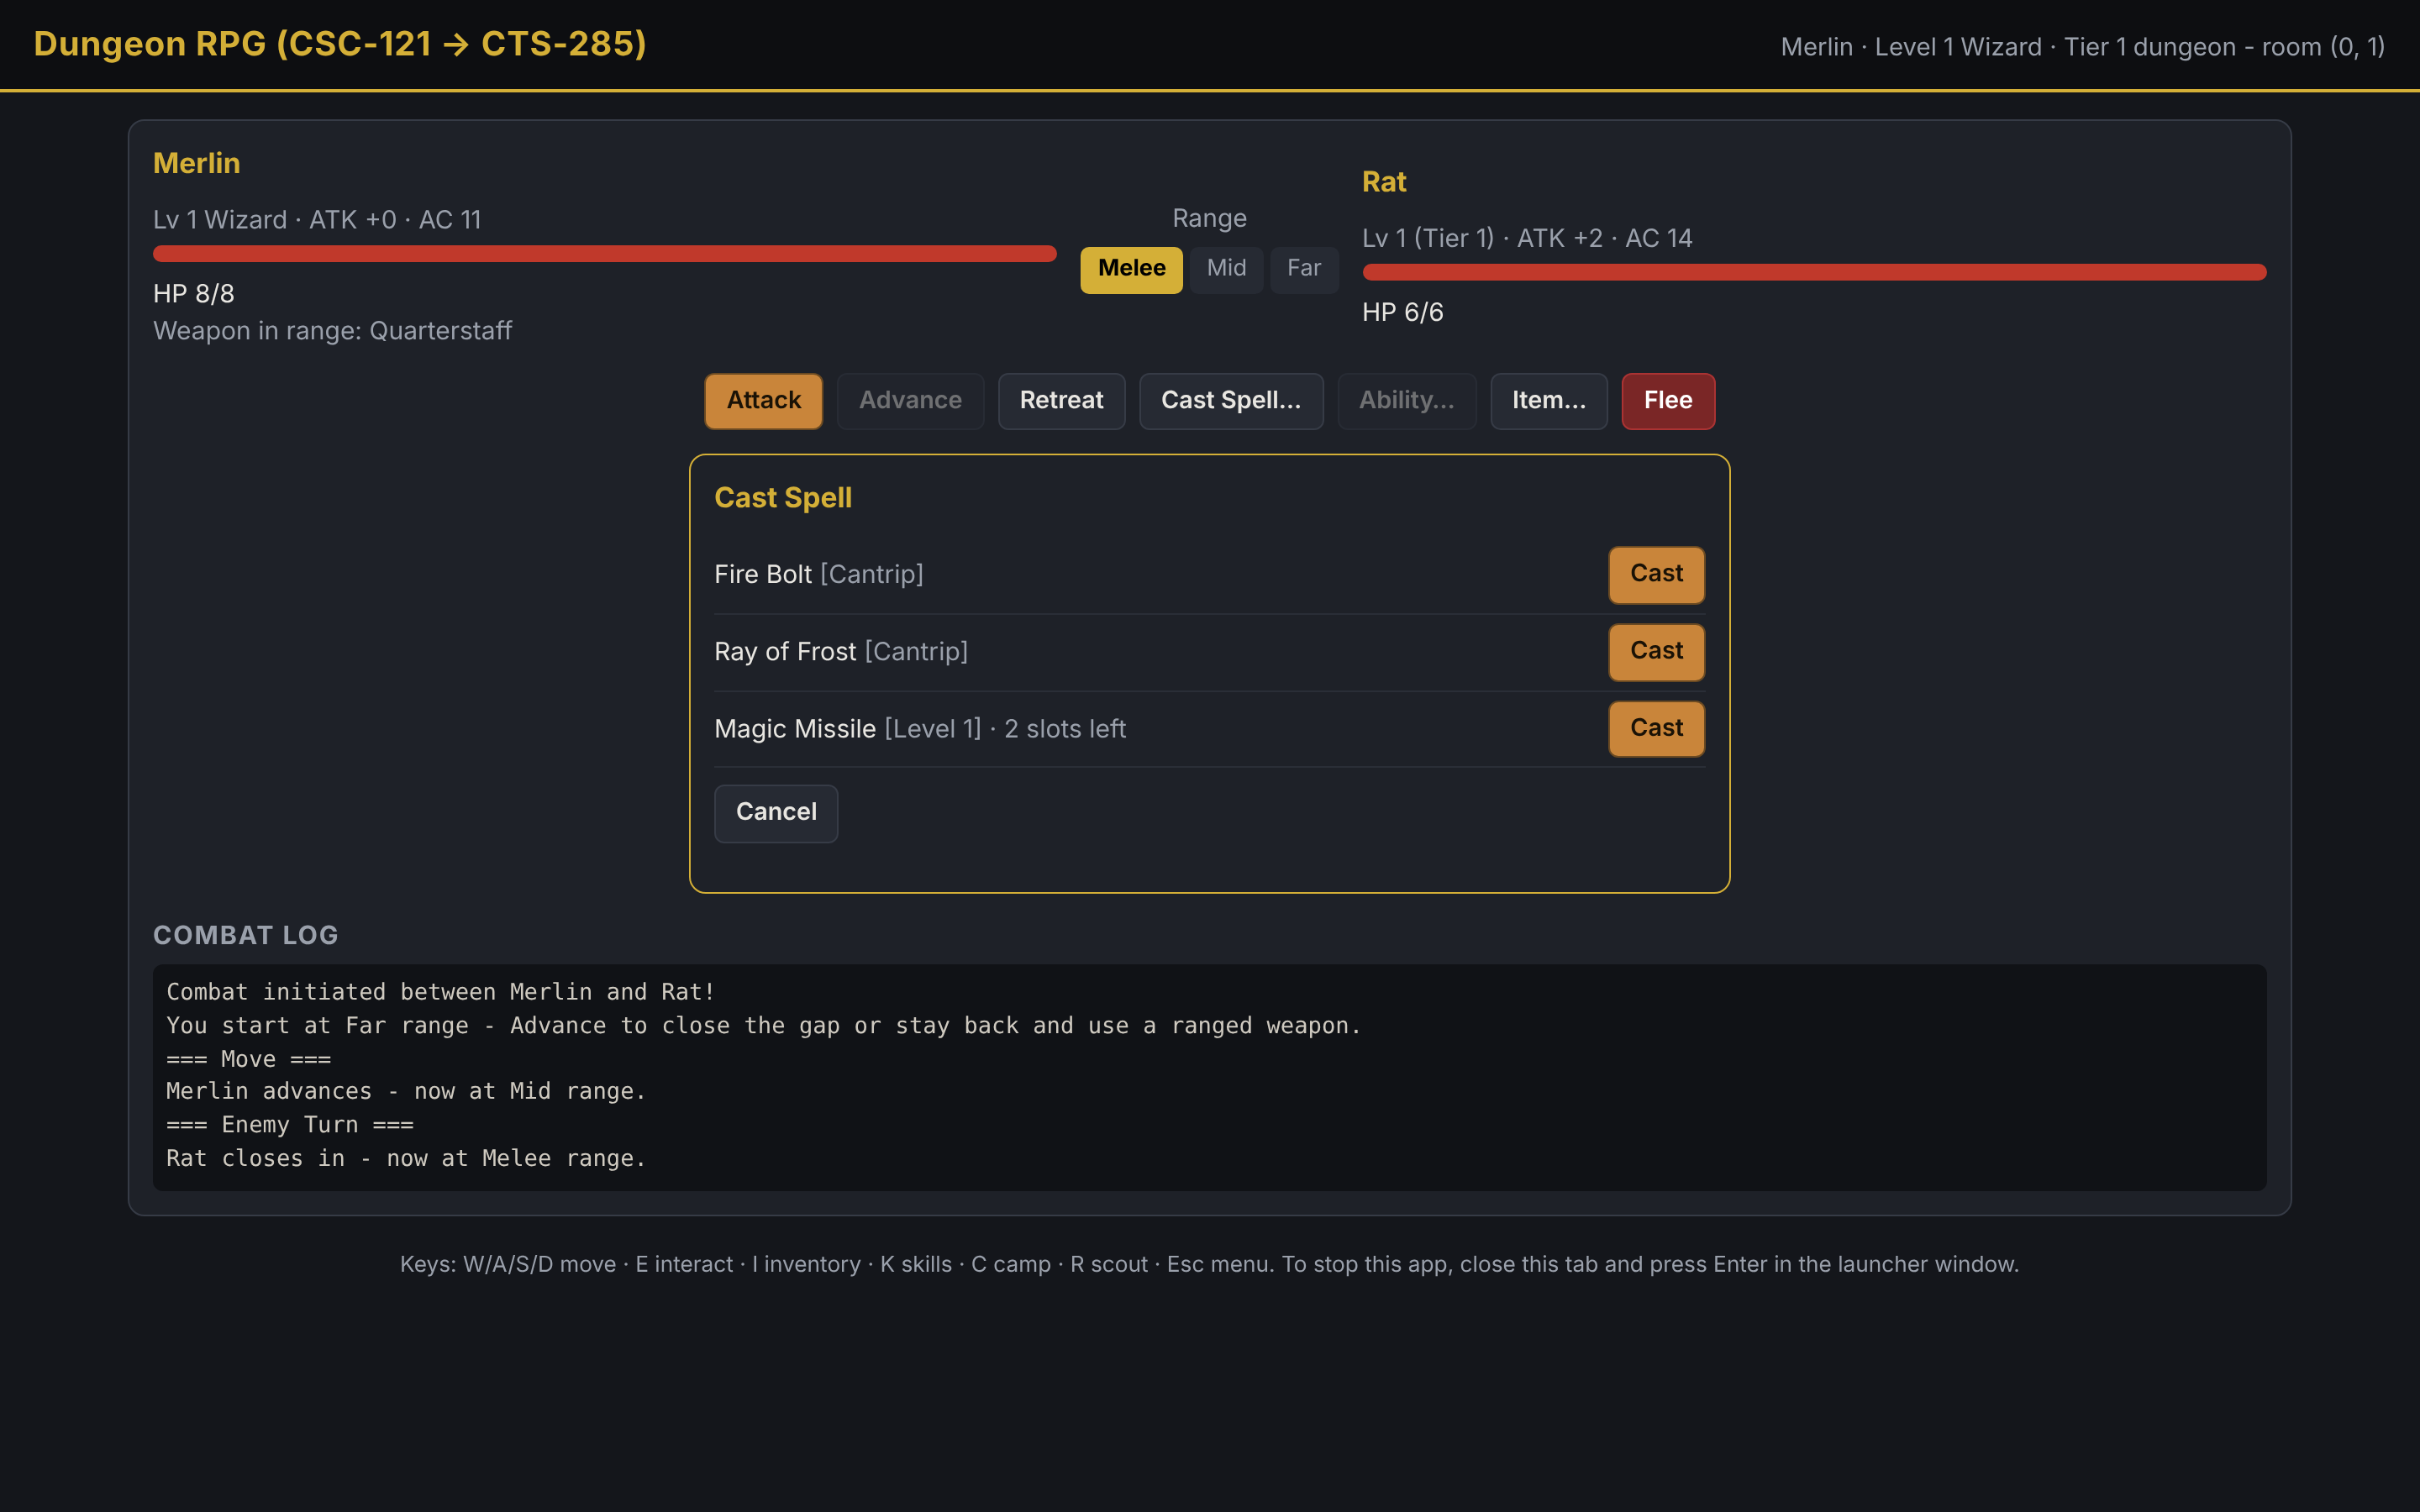 Dungeon RPG (CSC-121 → CTS-285)
Merlin · Level 1 Wizard · Tier 1 dungeon - room (0, 1)
Merlin
Lv 1 Wizard · ATK +0 · AC 11
HP 8/8
Weapon in range: Quarterstaff
Range
Melee Mid Far
Rat
Lv 1 (Tier 1) · ATK +2 · AC 14
HP 6/6
Attack Advance Retreat Cast Spell... Ability... Item... Flee
Cast Spell
Fire Bolt [Cantrip] Cast
Ray of Frost [Cantrip] Cast
Magic Missile [Level 1] · 2 slots left Cast
Cancel
COMBAT LOG
Combat initiated between Merlin and Rat!
You start at Far range - Advance to close the gap or stay back and use a ranged weapon.
=== Move ===
Merlin advances - now at Mid range.
=== Enemy Turn ===
Rat closes in - now at Melee range.
Keys: W/A/S/D move · E interact · I inventory · K skills · C camp · R scout · Esc menu. To stop this app, close this tab and press Enter in the launcher window.